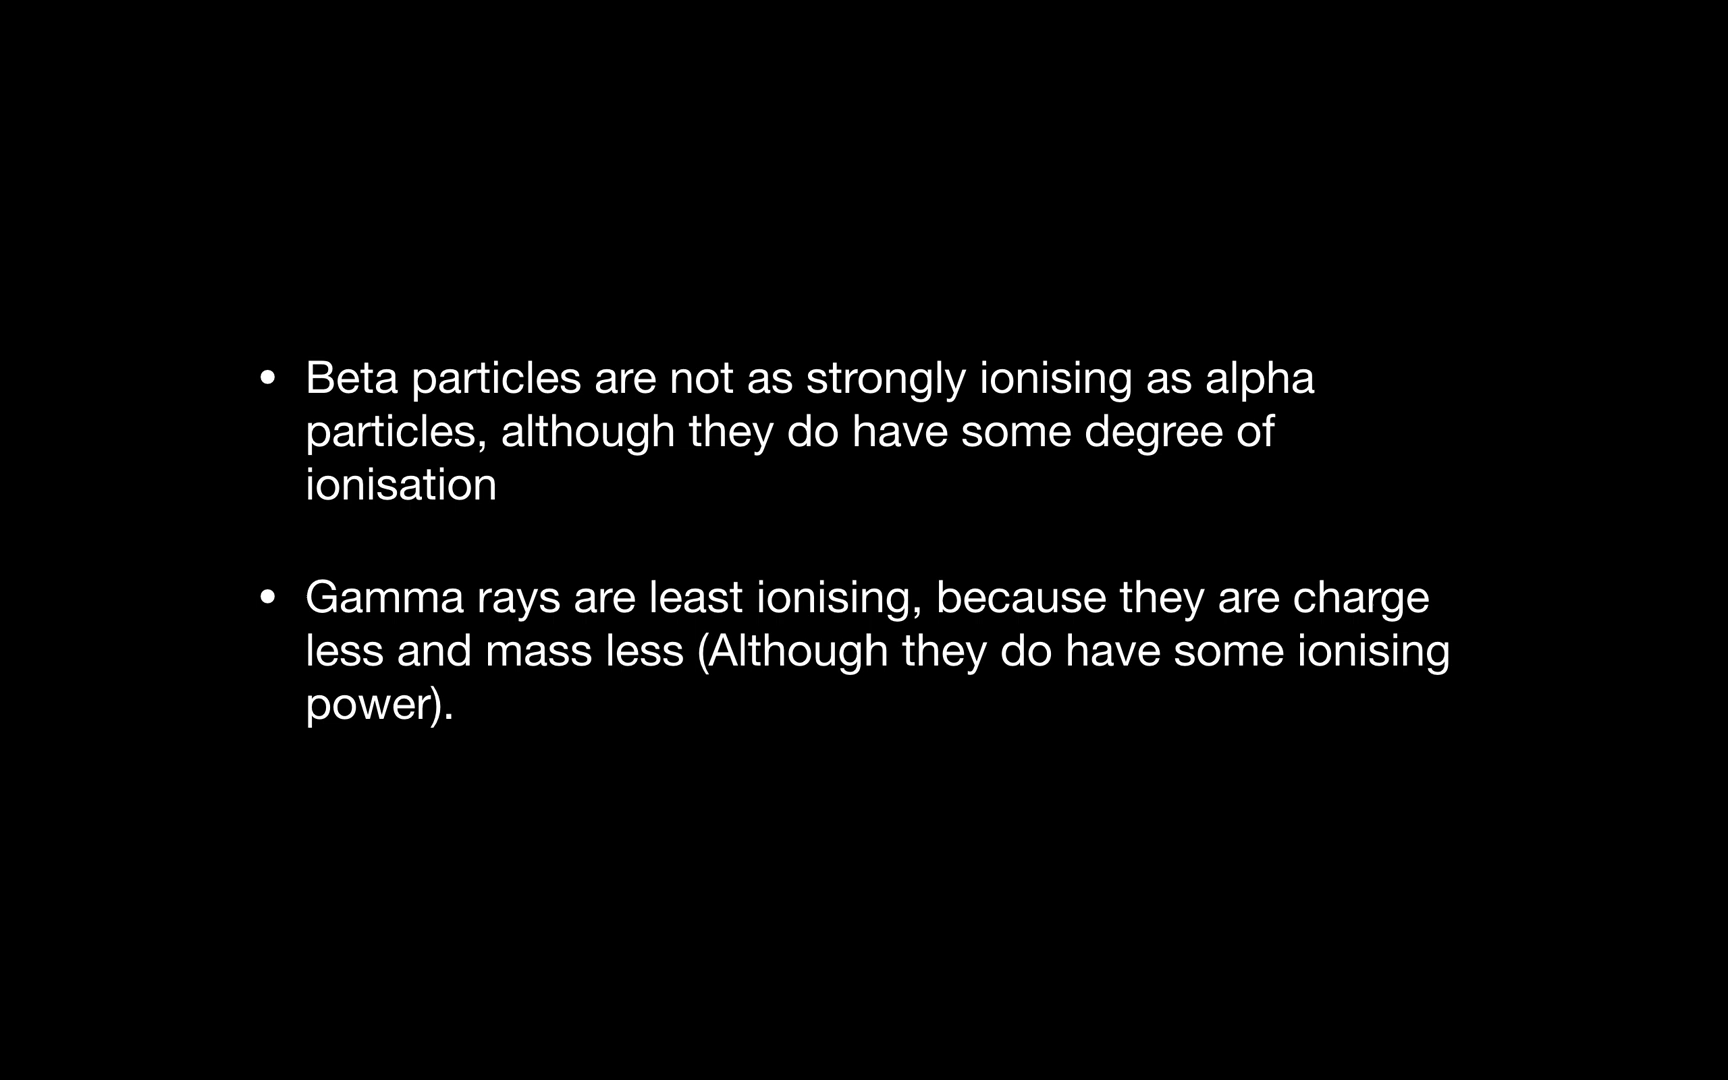 • Beta particles are not as strongly ionising as alpha
particles, although they do have some degree of
ionisation
• Gamma rays are least ionising, because they are charge
less and mass less (Although they do have some ionising
power).